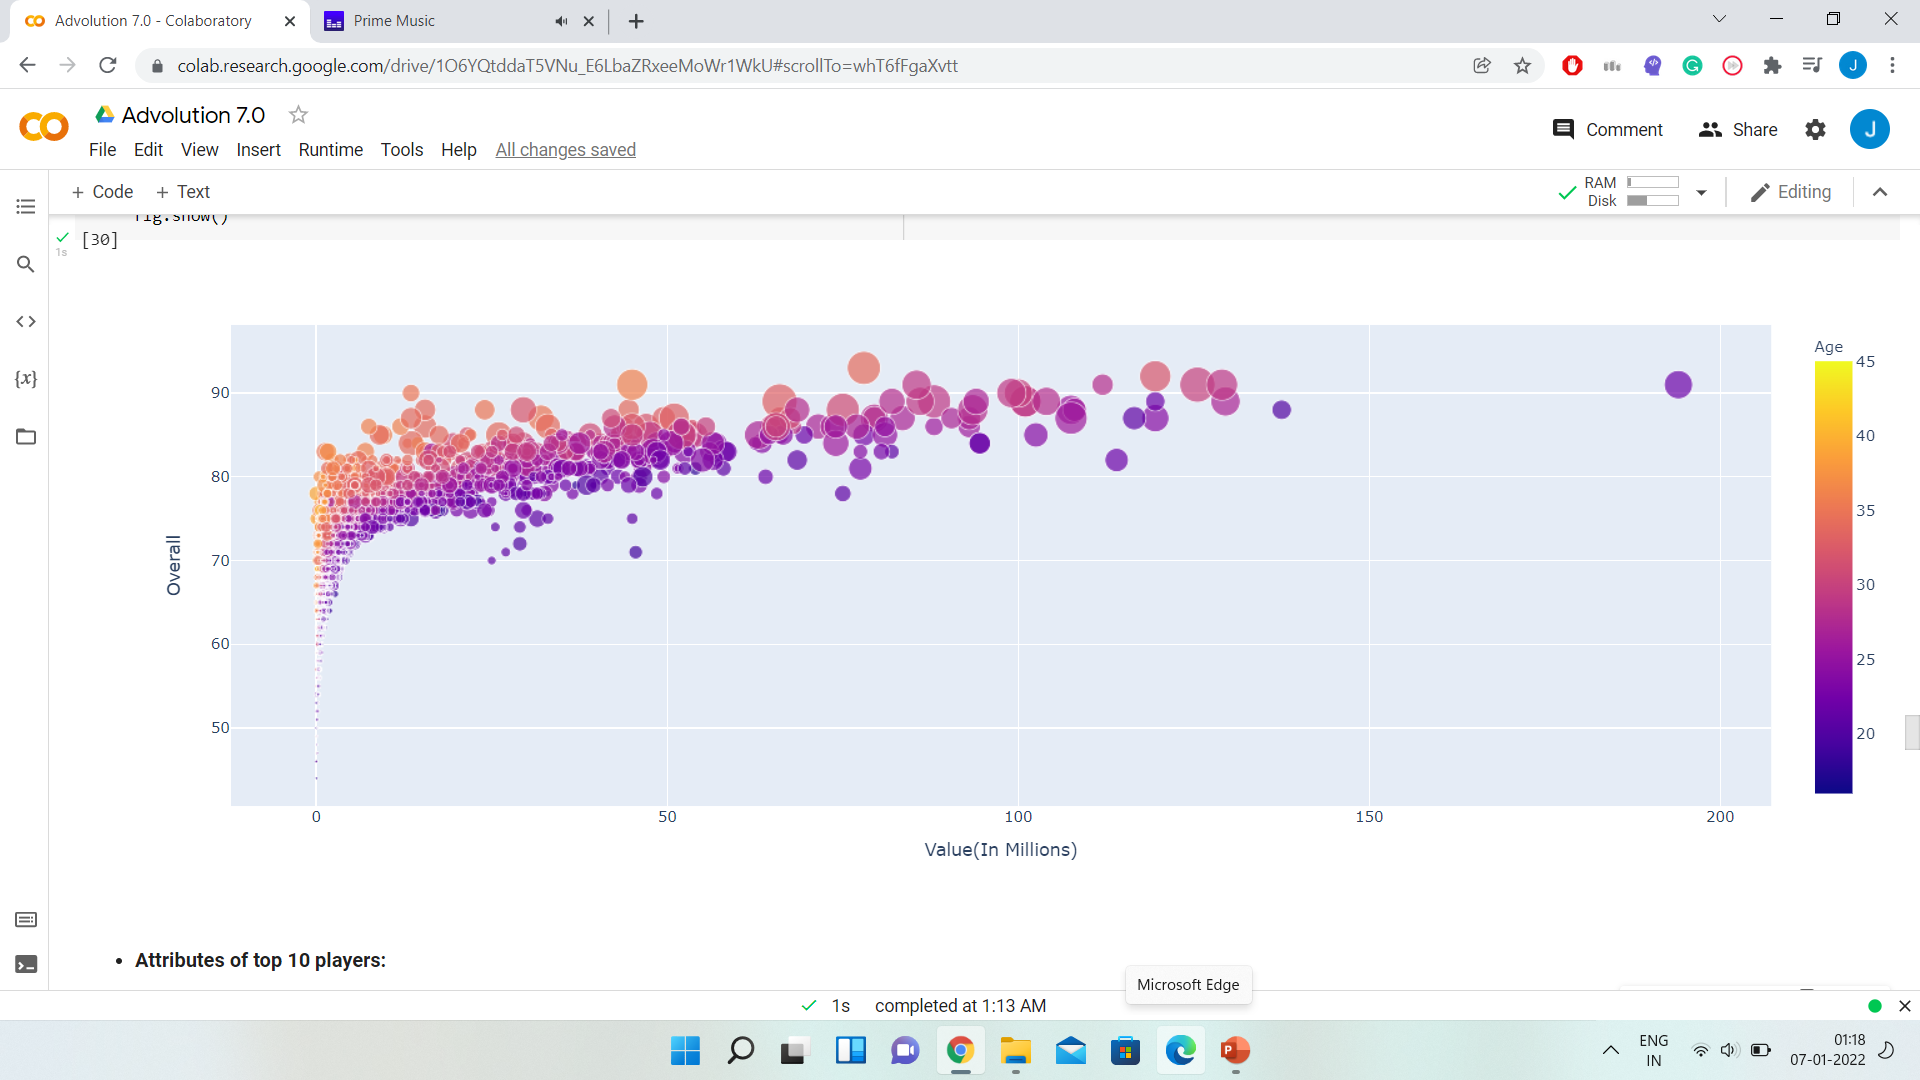 Advolution 7.0 - Colaboratory
Prime Music
colab.research.google.com/drive/1O6YQtddaT5VNu_E6LbaZRxeeMoWr1WkU#scrollTo=whT6fFgaXvtt
J
Advolution 7.0
Comment
Share
J
File Edit View Insert Runtime Tools Help All changes saved
+ Code + Text
RAM
Disk
Editing
fig.show()
[30]
1s
{x}
Age
45
40
35
30
25
20
90
80
70
60
50
Overall
0 50 100 150 200
Value(In Millions)
• Attributes of top 10 players:
Microsoft Edge
1s completed at 1:13 AM
P
ENG
IN
01:18
07-01-2022